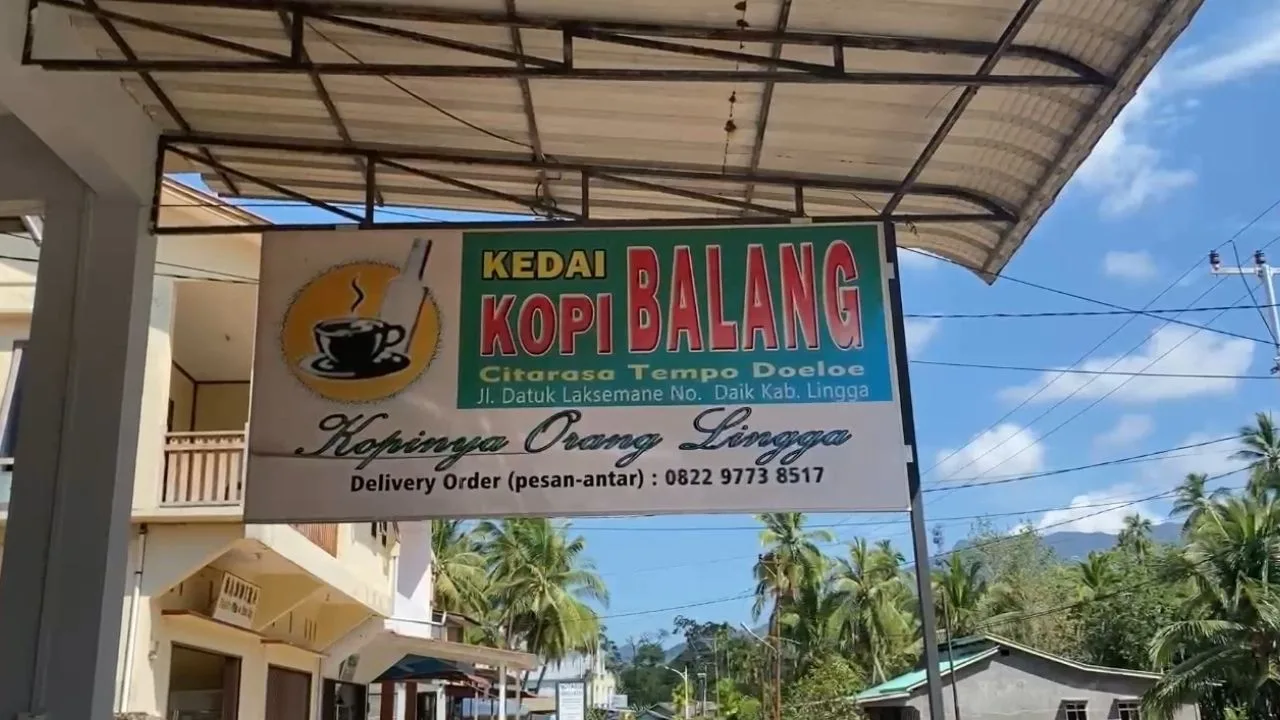 KEDAI
KOPI BALANG
Citarasa Tempo Doeloe
Jl. Datuk Laksemane No. Daik Kab. Lingga
Kopinya Orang Lingga
Delivery Order (pesan-antar) : 0822 9773 8517